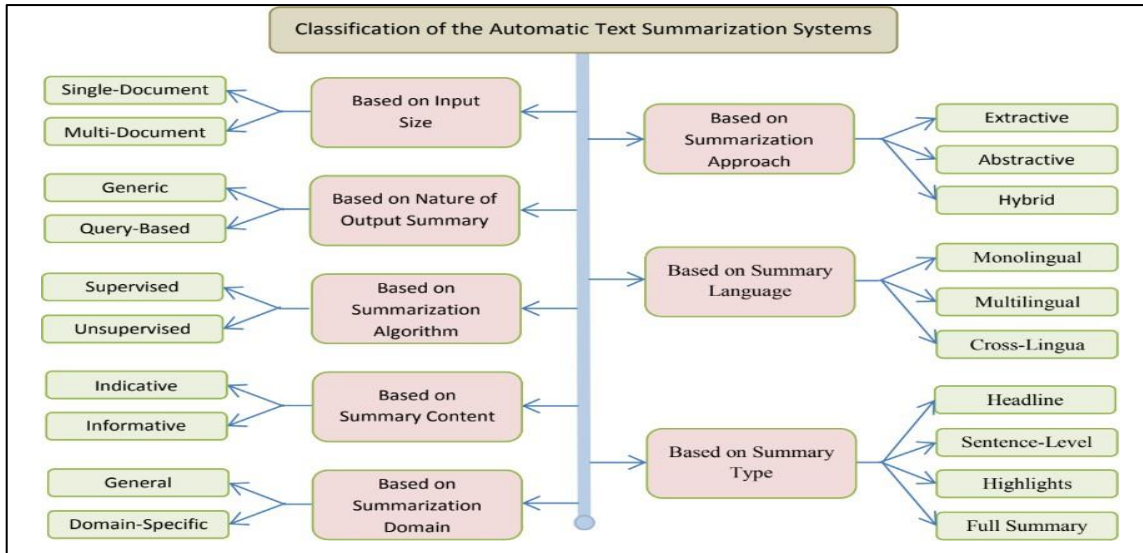 Classification of the Automatic Text Summarization Systems
Single-Document
Multi-Document
Based on Input
Size
Generic
Query-Based
Based on Nature of
Output Summary
Supervised
Unsupervised
Based on
Summarization
Algorithm
Indicative
Informative
Based on
Summary Content
General
Domain-Specific
Based on
Summarization
Domain
Based on
Summarization
Approach
Extractive
Abstractive
Hybrid
Based on Summary
Language
Monolingual
Multilingual
Cross-Lingua
Based on Summary
Type
Headline
Sentence-Level
Highlights
Full Summary